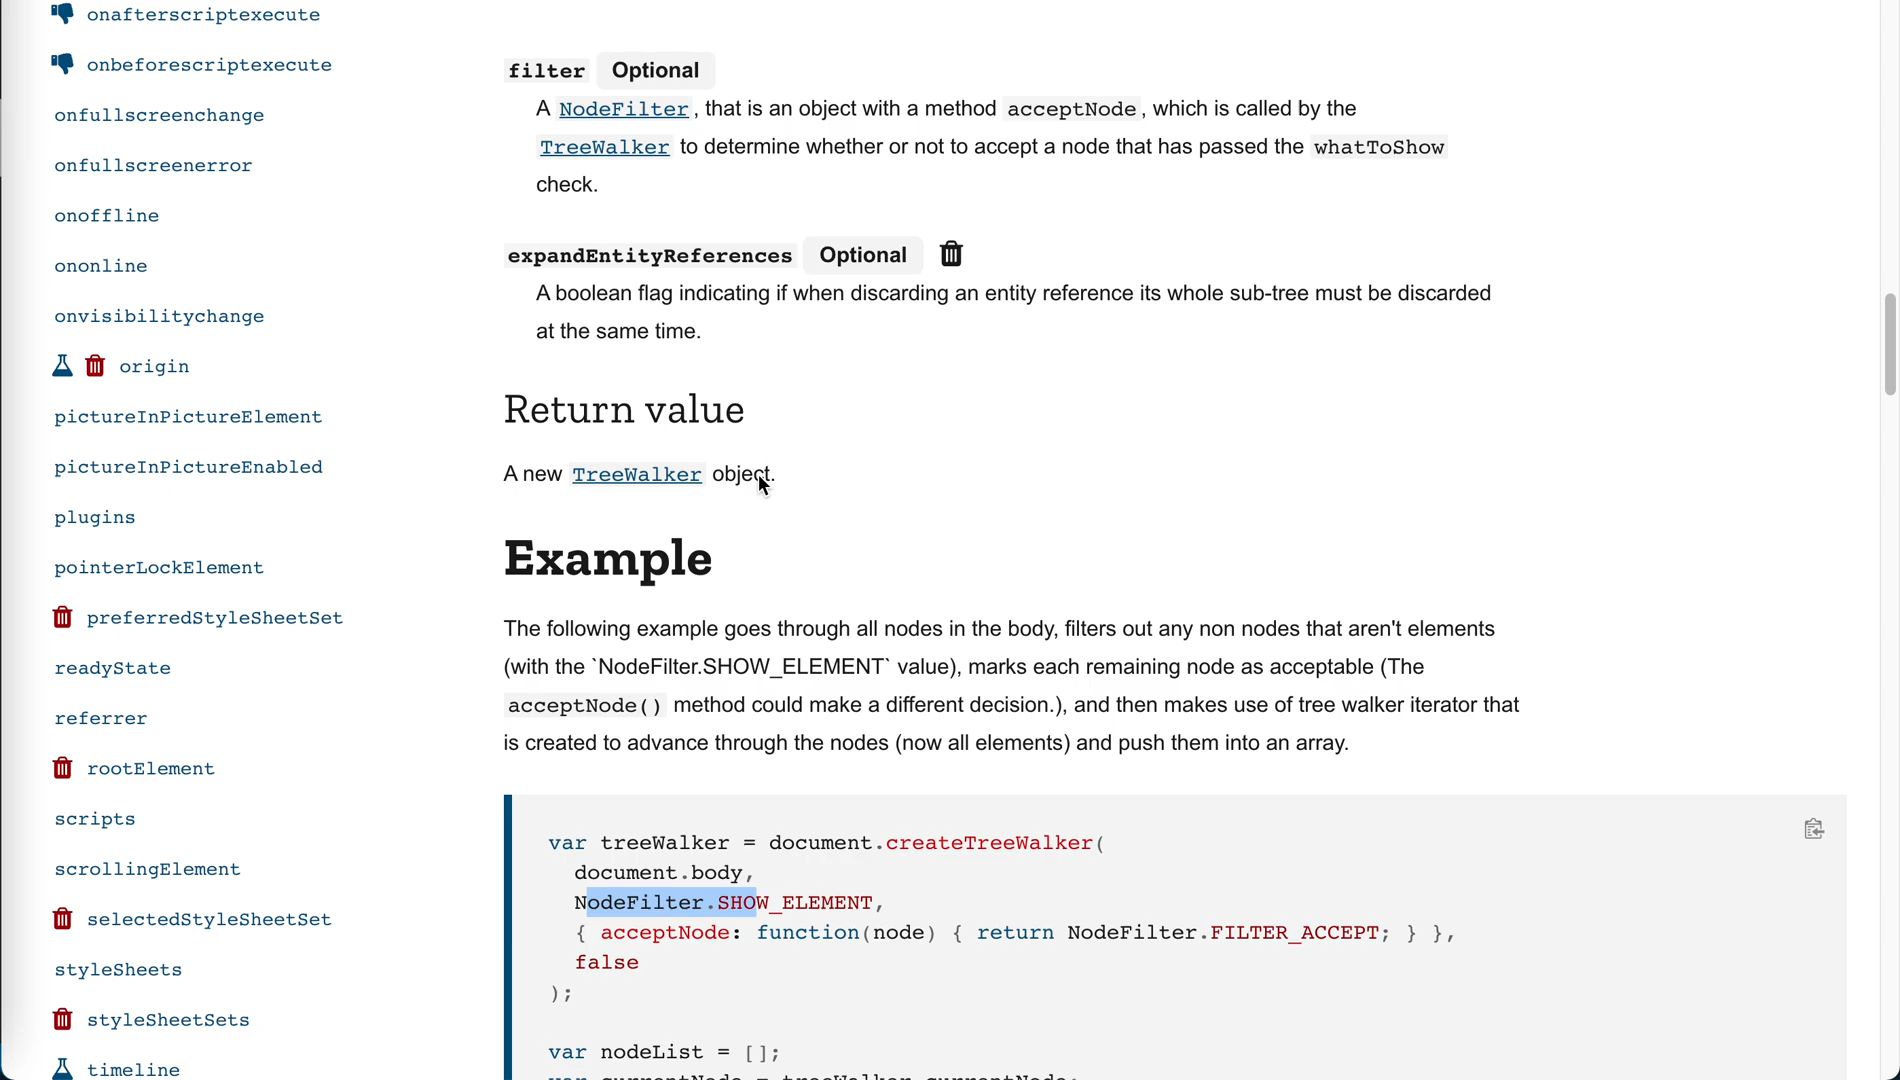 onafterscriptexecute
onbeforescriptexecute
onfullscreenchange
onfullscreenerror
onoffline
ononline
onvisibilitychange
origin
pictureInPictureElement
pictureInPictureEnabled
plugins
pointerLockElement
preferredStyleSheetSet
readyState
referrer
rootElement
scripts
scrollingElement
selectedStyleSheetSet
styleSheets
styleSheetSets
timeline
filter Optional
A NodeFilter, that is an object with a method acceptNode, which is called by the
TreeWalker to determine whether or not to accept a node that has passed the whatToShow
check.
expandEntityReferences Optional
A boolean flag indicating if when discarding an entity reference its whole sub-tree must be discarded
at the same time.
Return value
A new TreeWalker object.
Example
The following example goes through all nodes in the body, filters out any non nodes that aren't elements
(with the `NodeFilter.SHOW_ELEMENT` value), marks each remaining node as acceptable (The
acceptNode() method could make a different decision.), and then makes use of tree walker iterator that
is created to advance through the nodes (now all elements) and push them into an array.
var treeWalker = document.createTreeWalker(
document.body,
NodeFilter.SHOW_ELEMENT,
{ acceptNode: function(node) { return NodeFilter.FILTER_ACCEPT; } },
false
);
var nodeList = [];
var currentNode = treeWalker.currentNode;